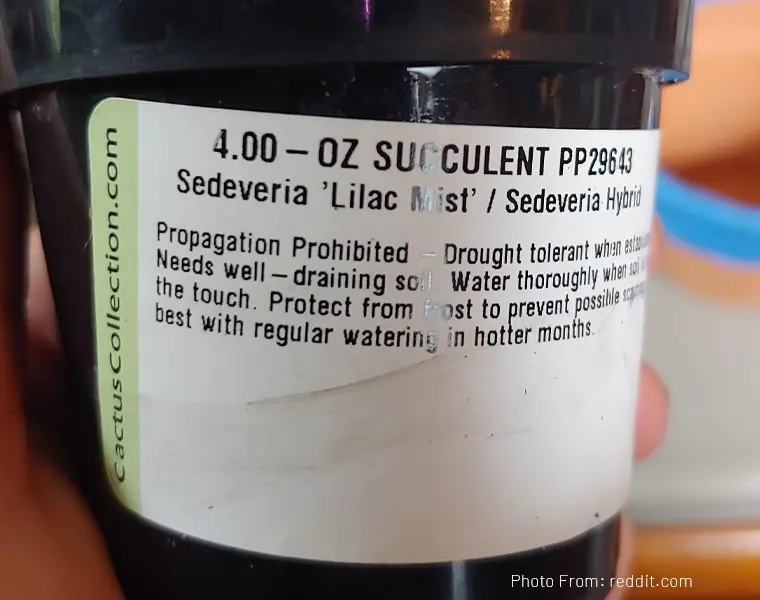 4.00 – OZ SUCCULENT PP29643
Sedeveria 'Lilac Mist' / Sedeveria Hybrid
Propagation Prohibited – Drought tolerant when
Needs well – draining soil. Water thoroughly when soil
the touch. Protect from frost to prevent possible
best with regular watering in hotter months.
CactusCollection.com
Photo From: reddit.com